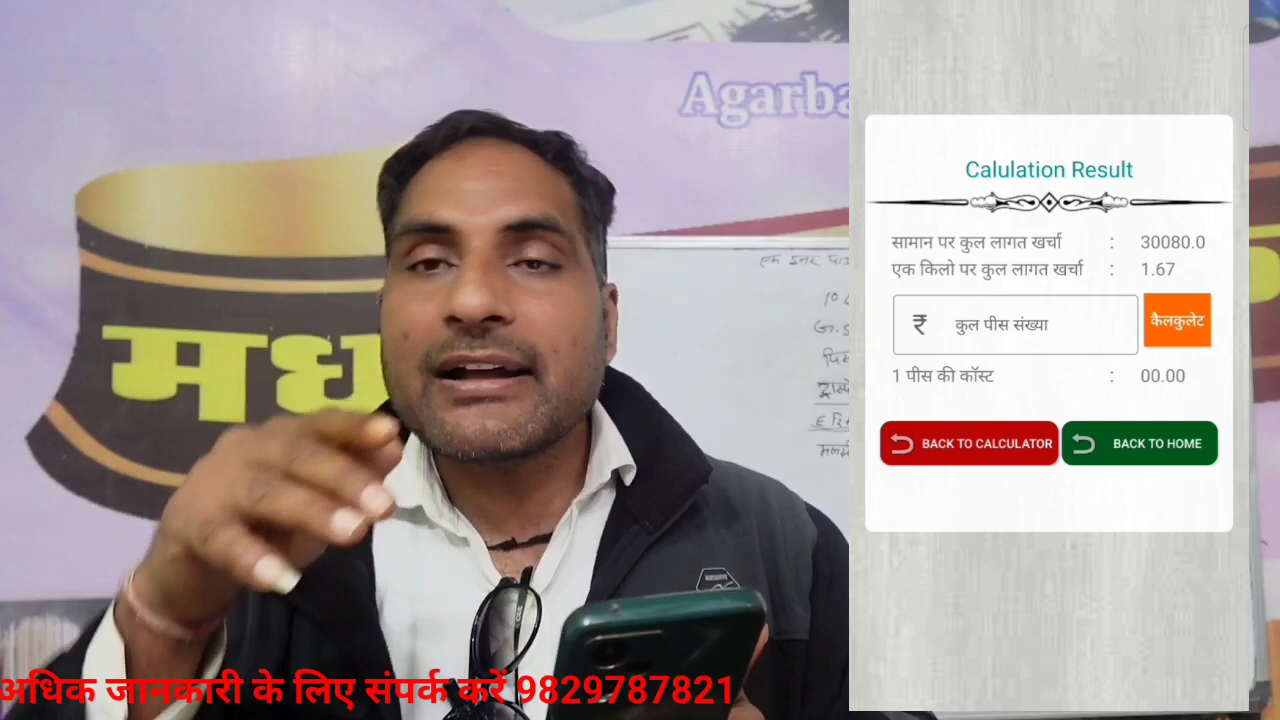 Agarba
मध
एक
Calulation Result
सामान पर कुल लागत खर्चा : 30080.0
एक किलो पर कुल लागत खर्चा : 1.67
₹ कुल पीस संख्या
कैलकुलेट
1 पीस की कॉस्ट : 00.00
BACK TO CALCULATOR
BACK TO HOME
अधिक जानकारी के लिए संपर्क करें 9829787821